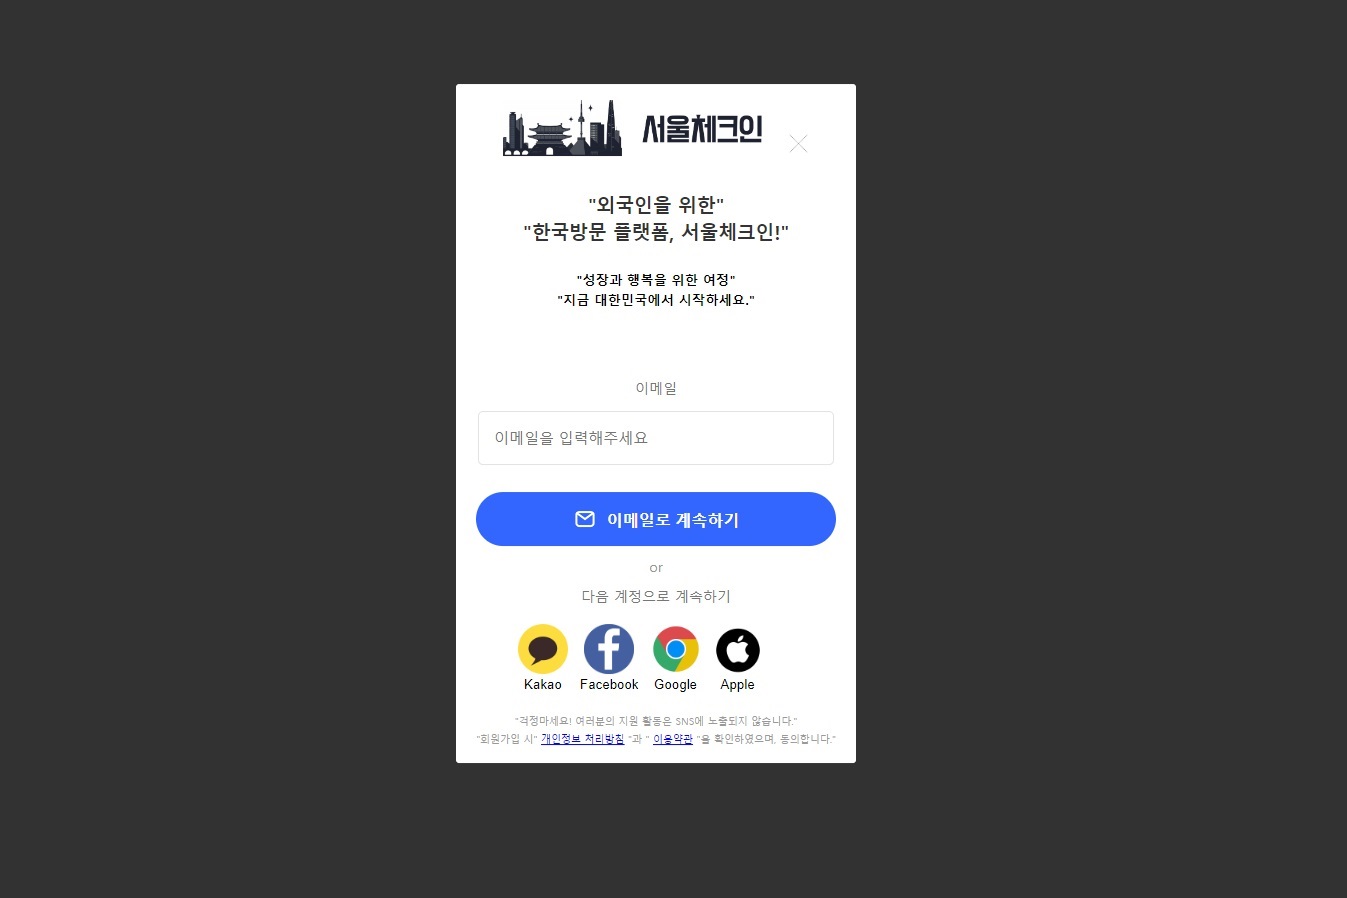 서울체크인
"외국인을 위한"
"한국방문 플랫폼, 서울체크인!"
"성장과 행복을 위한 여정"
"지금 대한민국에서 시작하세요."
이메일
이메일을 입력해주세요
이메일로 계속하기
or
다음 계정으로 계속하기
Kakao Facebook Google Apple
"걱정마세요! 여러분의 지원 활동은 SNS에 노출되지 않습니다."
"회원가입 시" 개인정보 처리방침 "과 " 이용약관 "을 확인하였으며, 동의합니다."